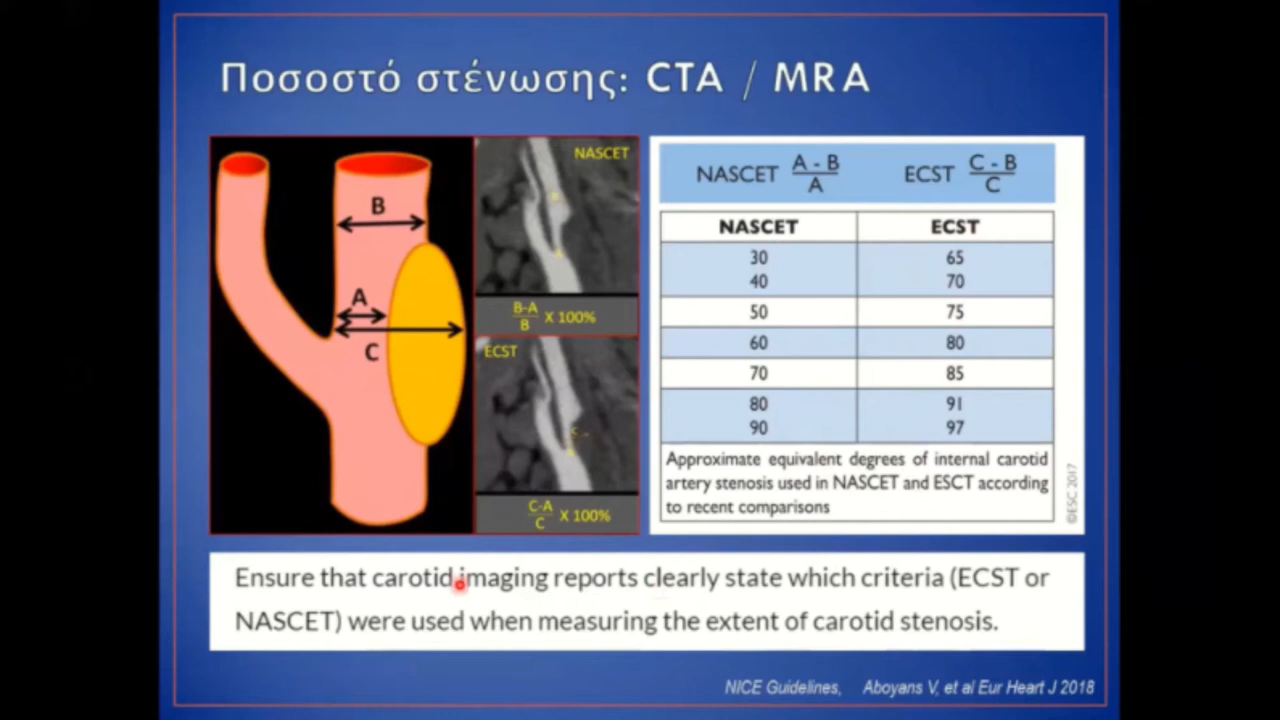 Ποσοστό στένωσης: CTA / MRA
B
A
C
NASCET
B-A
B
X 100%
ECST
C-A
C
X 100%
NASCET A - B
A
ECST C - B
C
NASCET ECST
30 65
40 70
50 75
60 80
70 85
80 91
90 97
Approximate equivalent degrees of internal carotid
artery stenosis used in NASCET and ESCT according
to recent comparisons
©ESC 2017
Ensure that carotid imaging reports clearly state which criteria (ECST or
NASCET) were used when measuring the extent of carotid stenosis.
NICE Guidelines, Aboyans V, et al Eur Heart J 2018